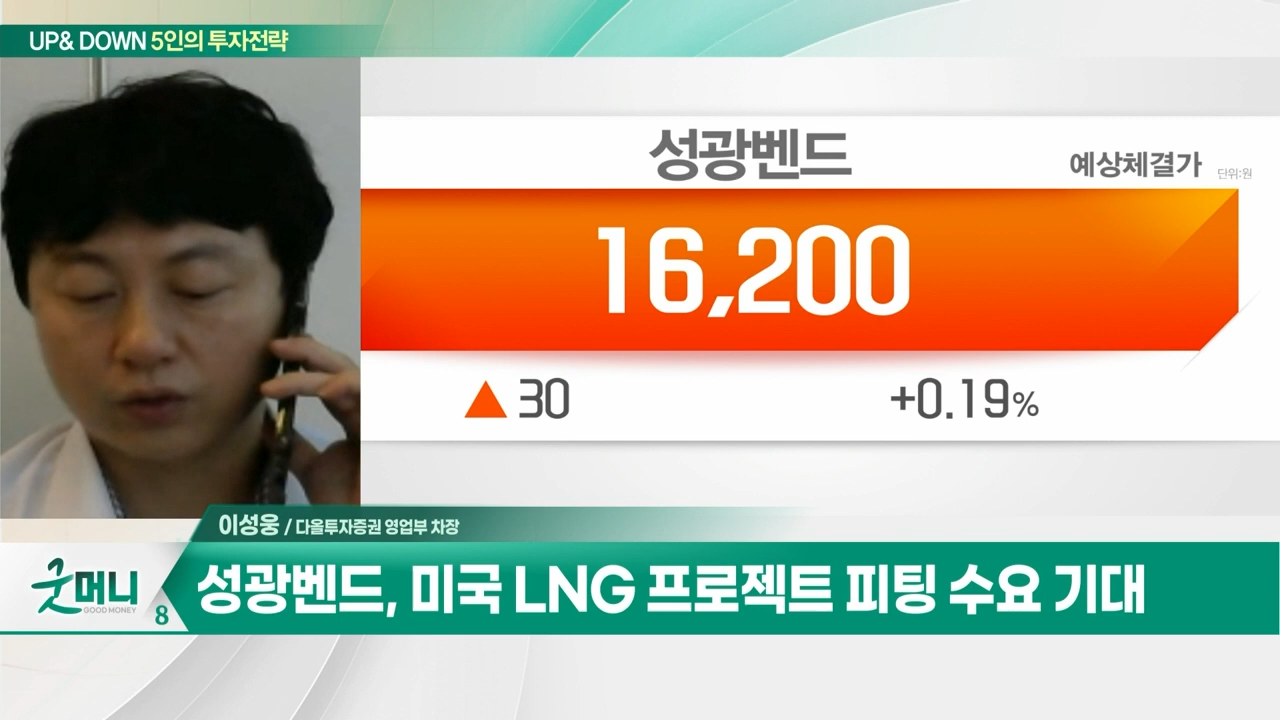 UP& DOWN 5인의 투자전략
성광벤드
예상체결가 단위:원
16,200
▲ 30 +0.19%
이성웅 / 다올투자증권 영업부 차장
굿머니
GOOD MONEY
8
성광벤드, 미국 LNG 프로젝트 피팅 수요 기대